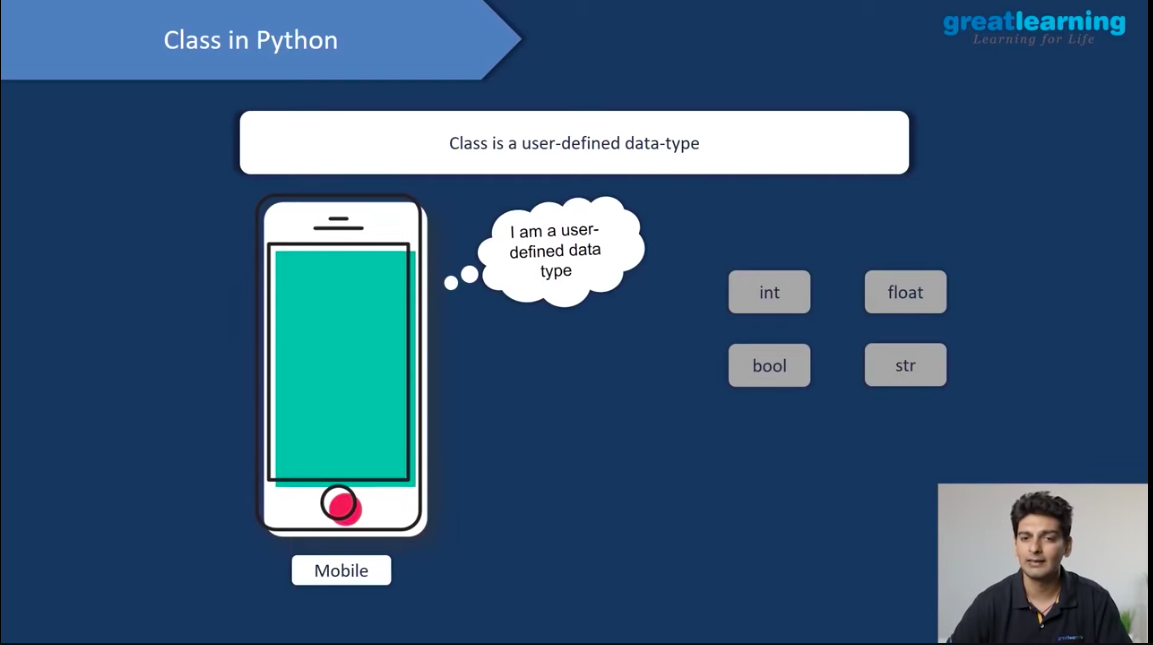 Class in Python
greatlearning
Learning for Life
Class is a user-defined data-type
I am a user-
defined data
type
int
float
bool
str
Mobile
greatlearning